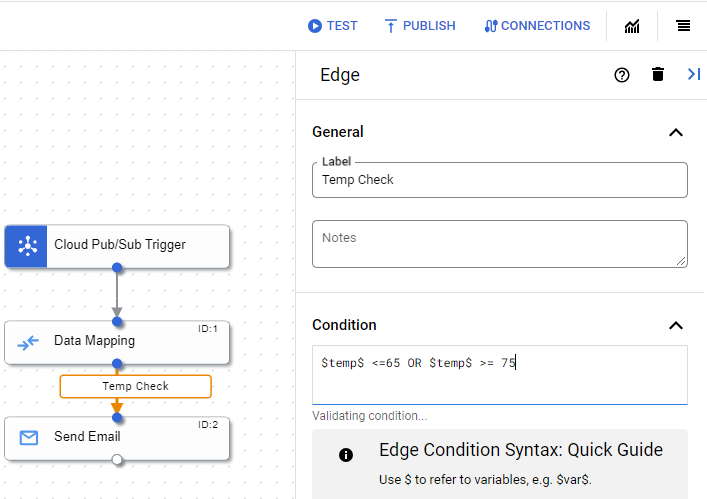 TEST PUBLISH CONNECTIONS
Edge
General
Label
Temp Check
Notes
Cloud Pub/Sub Trigger
ID:1
Data Mapping
Temp Check
ID:2
Send Email
Condition
$temp$ <=65 OR $temp$ >= 75
Validating condition...
Edge Condition Syntax: Quick Guide
Use $ to refer to variables, e.g. $var$.